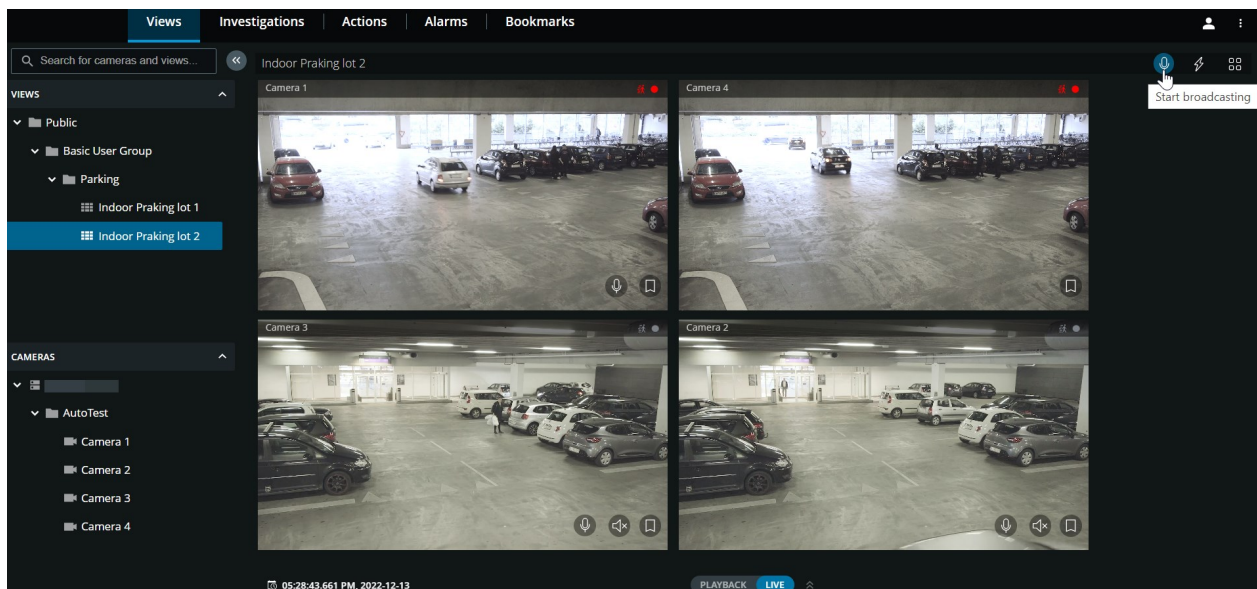 Views Investigations Actions Alarms Bookmarks
Search for cameras and views...
Indoor Praking lot 2
Start broadcasting
VIEWS
Public
Basic User Group
Parking
Indoor Praking lot 1
Indoor Praking lot 2
CAMERAS
AutoTest
Camera 1
Camera 2
Camera 3
Camera 4
Camera 1
Camera 4
Camera 3
Camera 2
05:28:43.661 PM, 2022-12-13
PLAYBACK LIVE